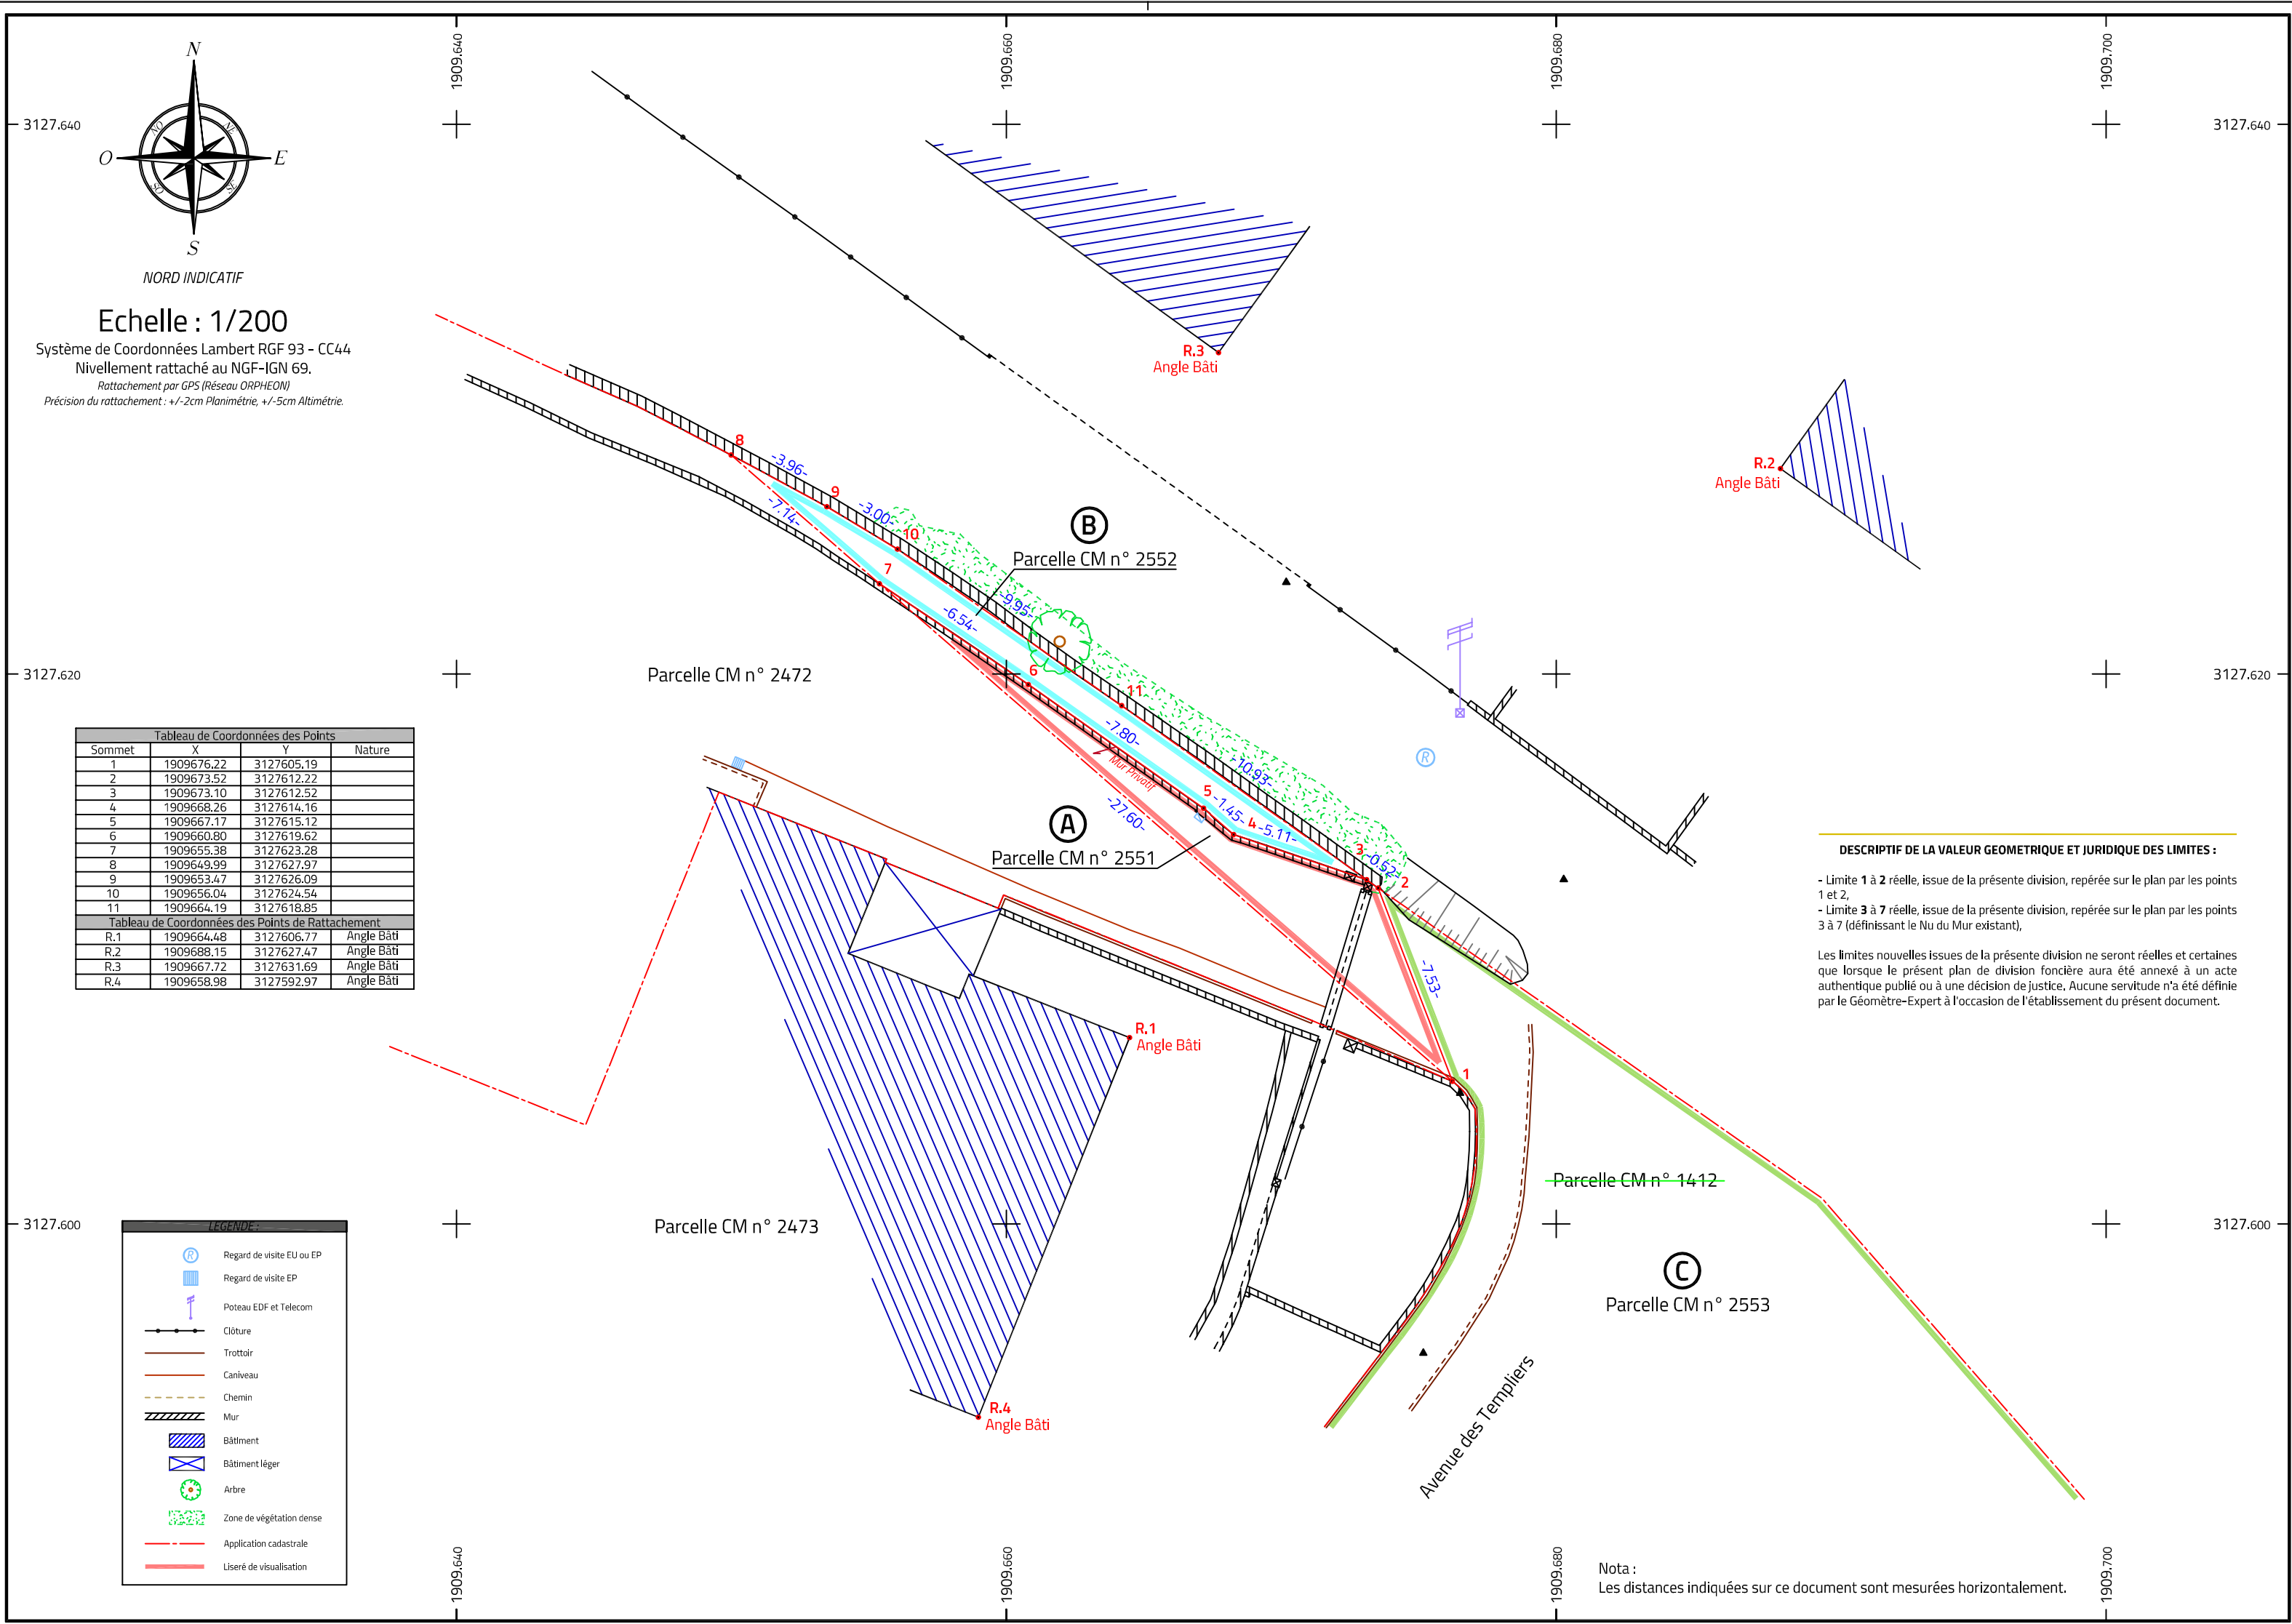 1909.640
1909.660
1909.680
1909.700
3127.640
3127.640
N
NO
NE
O
E
SO
SE
S
NORD INDICATIF
Echelle : 1/200
Système de Coordonnées Lambert RGF 93 - CC44
Nivellement rattaché au NGF-IGN 69.
Rattachement par GPS (Réseau ORPHEON)
Précision du rattachement : +/-2cm Planimétrie, +/-5cm Altimétrie.
R.3
Angle Bâti
R.2
Angle Bâti
8
-3.96-
9
-7.14-
-3.00-
10
7
B
Parcelle CM n° 2552
-9.95-
-6.54-
6
11
Parcelle CM n° 2472
3127.620
3127.620
-7.80-
Mur Privatif
-10.93-
5
-1.45-
4
-5.11-
3
-0.52-
2
-27.60-
A
Parcelle CM n° 2551
R
-7.53-
1
Tableau de Coordonnées des Points
Sommet X Y Nature
1 1909676.22 3127605.19
2 1909673.52 3127612.22
3 1909673.10 3127612.52
4 1909668.26 3127614.16
5 1909667.17 3127615.12
6 1909660.80 3127619.62
7 1909655.38 3127623.28
8 1909649.99 3127627.97
9 1909653.47 3127626.09
10 1909656.04 3127624.54
11 1909664.19 3127618.85
Tableau de Coordonnées des Points de Rattachement
R.1 1909664.48 3127606.77 Angle Bâti
R.2 1909688.15 3127627.47 Angle Bâti
R.3 1909667.72 3127631.69 Angle Bâti
R.4 1909658.98 3127592.97 Angle Bâti
DESCRIPTIF DE LA VALEUR GEOMETRIQUE ET JURIDIQUE DES LIMITES :
- Limite 1 à 2 réelle, issue de la présente division, repérée sur le plan par les points
1 et 2,
- Limite 3 à 7 réelle, issue de la présente division, repérée sur le plan par les points
3 à 7 (définissant le Nu du Mur existant),
Les limites nouvelles issues de la présente division ne seront réelles et certaines
que lorsque le présent plan de division foncière aura été annexé à un acte
authentique publié ou à une décision de justice. Aucune servitude n'a été définie
par le Géomètre-Expert à l'occasion de l'établissement du présent document.
R.1
Angle Bâti
Parcelle CM n° 1412
3127.600
Parcelle CM n° 2473
3127.600
C
Parcelle CM n° 2553
R.4
Angle Bâti
Avenue des Templiers
LEGENDE :
R
Regard de visite EU ou EP
Regard de visite EP
Poteau EDF et Telecom
Clôture
Trottoir
Caniveau
Chemin
Mur
Bâtiment
Bâtiment léger
Arbre
Zone de végétation dense
Application cadastrale
Liseré de visualisation
1909.640
1909.660
1909.680
1909.700
Nota :
Les distances indiquées sur ce document sont mesurées horizontalement.